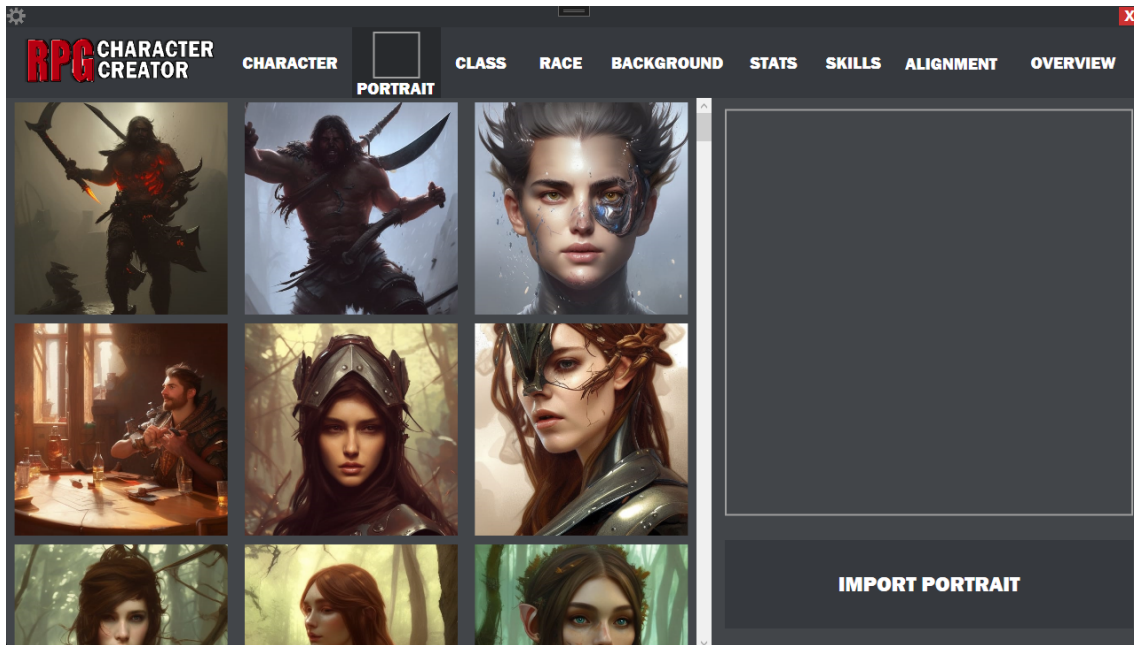 RPG CHARACTER
CREATOR
CHARACTER
PORTRAIT
CLASS
RACE
BACKGROUND
STATS
SKILLS
ALIGNMENT
OVERVIEW
X
IMPORT PORTRAIT